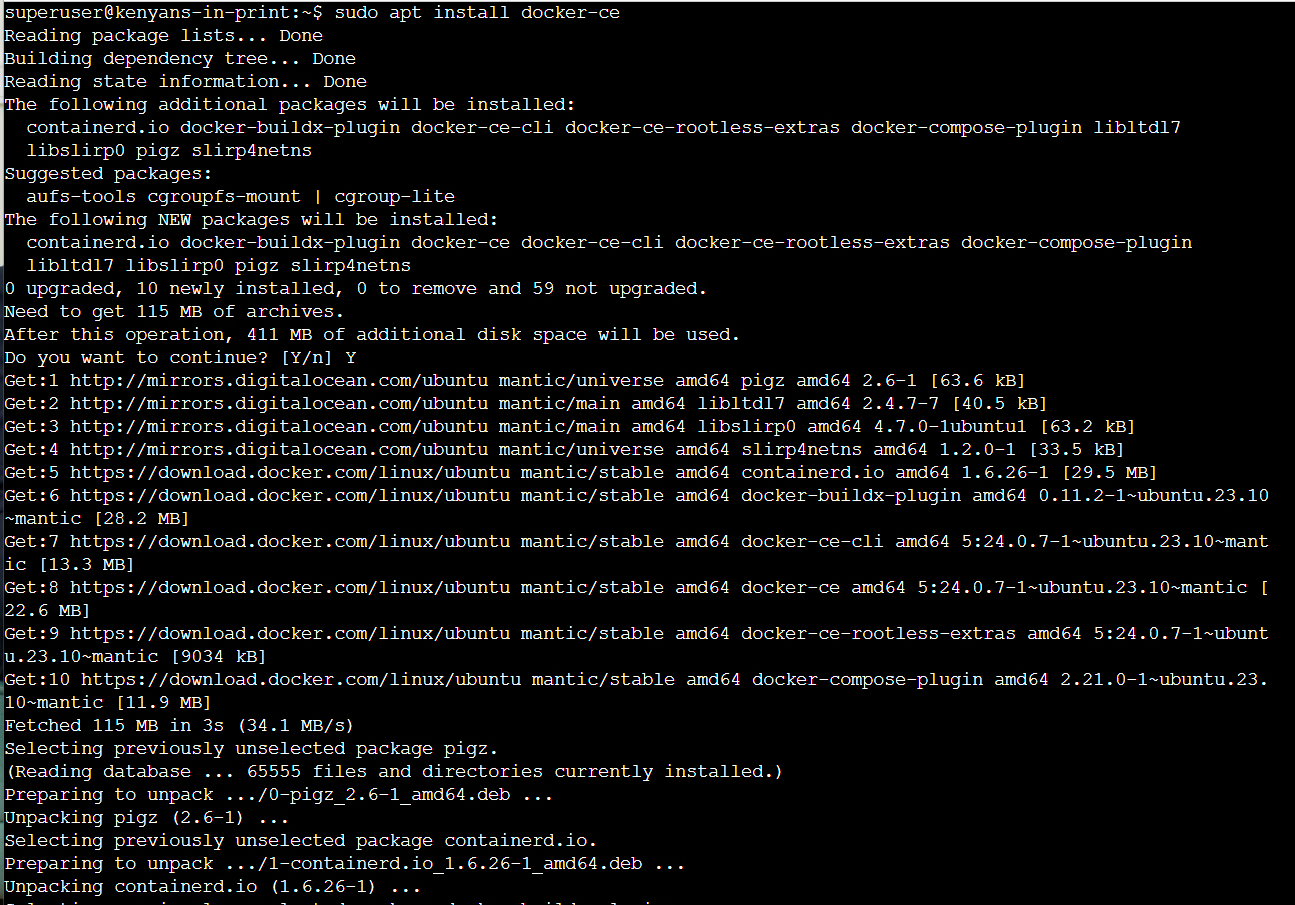 superuser@kenyans-in-print:~$ sudo apt install docker-ce
Reading package lists... Done
Building dependency tree... Done
Reading state information... Done
The following additional packages will be installed:
  containerd.io docker-buildx-plugin docker-ce-cli docker-ce-rootless-extras docker-compose-plugin libltdl7
  libslirp0 pigz slirp4netns
Suggested packages:
  aufs-tools cgroupfs-mount | cgroup-lite
The following NEW packages will be installed:
  containerd.io docker-buildx-plugin docker-ce docker-ce-cli docker-ce-rootless-extras docker-compose-plugin
  libltdl7 libslirp0 pigz slirp4netns
0 upgraded, 10 newly installed, 0 to remove and 59 not upgraded.
Need to get 115 MB of archives.
After this operation, 411 MB of additional disk space will be used.
Do you want to continue? [Y/n] Y
Get:1 http://mirrors.digitalocean.com/ubuntu mantic/universe amd64 pigz amd64 2.6-1 [63.6 kB]
Get:2 http://mirrors.digitalocean.com/ubuntu mantic/main amd64 libltdl7 amd64 2.4.7-7 [40.5 kB]
Get:3 http://mirrors.digitalocean.com/ubuntu mantic/main amd64 libslirp0 amd64 4.7.0-1ubuntu1 [63.2 kB]
Get:4 http://mirrors.digitalocean.com/ubuntu mantic/universe amd64 slirp4netns amd64 1.2.0-1 [33.5 kB]
Get:5 https://download.docker.com/linux/ubuntu mantic/stable amd64 containerd.io amd64 1.6.26-1 [29.5 MB]
Get:6 https://download.docker.com/linux/ubuntu mantic/stable amd64 docker-buildx-plugin amd64 0.11.2-1~ubuntu.23.10
~mantic [28.2 MB]
Get:7 https://download.docker.com/linux/ubuntu mantic/stable amd64 docker-ce-cli amd64 5:24.0.7-1~ubuntu.23.10~mant
ic [13.3 MB]
Get:8 https://download.docker.com/linux/ubuntu mantic/stable amd64 docker-ce amd64 5:24.0.7-1~ubuntu.23.10~mantic [
22.6 MB]
Get:9 https://download.docker.com/linux/ubuntu mantic/stable amd64 docker-ce-rootless-extras amd64 5:24.0.7-1~ubunt
u.23.10~mantic [9034 kB]
Get:10 https://download.docker.com/linux/ubuntu mantic/stable amd64 docker-compose-plugin amd64 2.21.0-1~ubuntu.23.
10~mantic [11.9 MB]
Fetched 115 MB in 3s (34.1 MB/s)
Selecting previously unselected package pigz.
(Reading database ... 65555 files and directories currently installed.)
Preparing to unpack .../0-pigz_2.6-1_amd64.deb ...
Unpacking pigz (2.6-1) ...
Selecting previously unselected package containerd.io.
Preparing to unpack .../1-containerd.io_1.6.26-1_amd64.deb ...
Unpacking containerd.io (1.6.26-1) ...